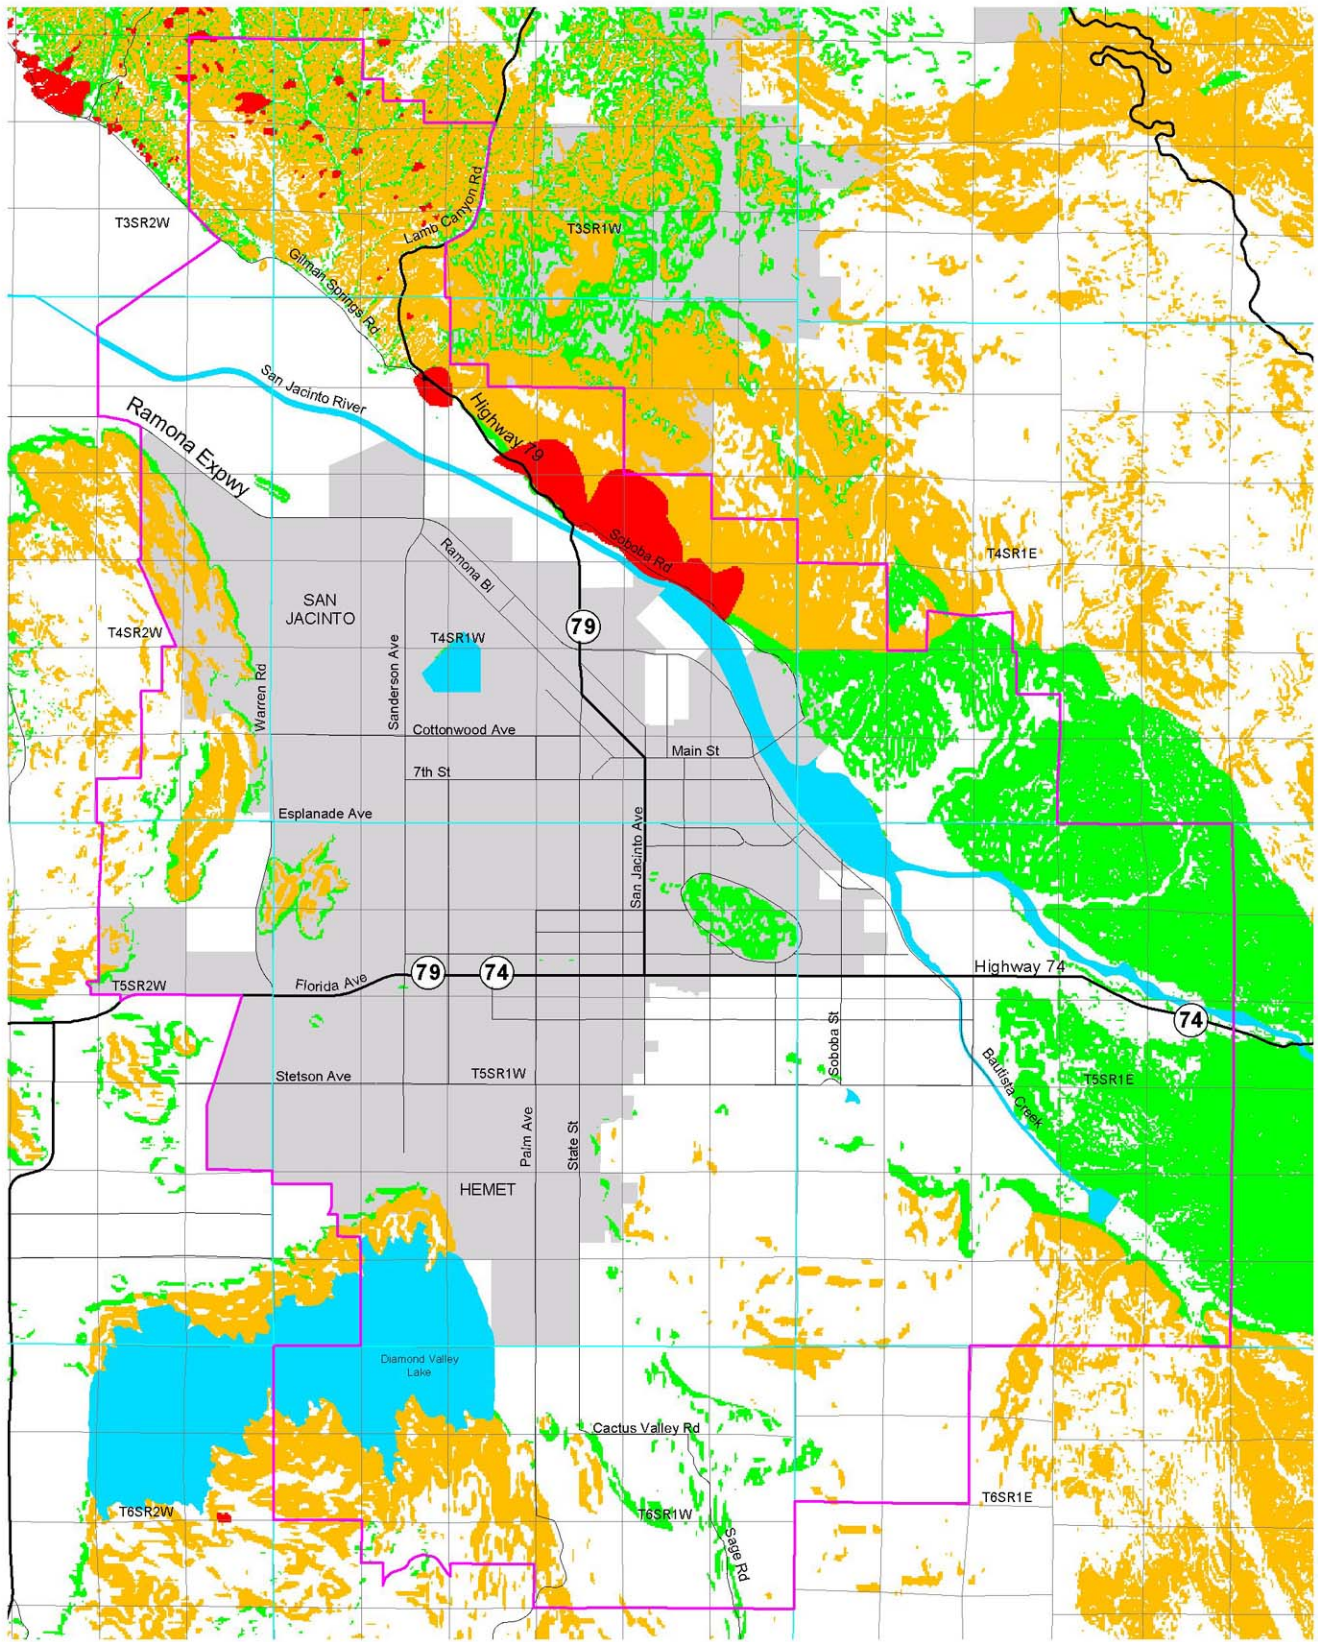 T3SR2W
T3SR1W
Lamb Canyon Rd
Gilman Springs Rd
San Jacinto River
Ramona Expwy
Highway 79
Soboba Rd
T4SR1E
Ramona Bl
SAN
JACINTO
79
T4SR2W
T4SR1W
Warren Rd
Sanderson Ave
Cottonwood Ave
Main St
7th St
Esplanade Ave
San Jacinto Ave
Highway 74
79
74
Florida Ave
T5SR2W
74
Soboba St
Stetson Ave
T5SR1W
Bautista Creek
T5SR1E
Palm Ave
State St
HEMET
Diamond Valley
Lake
Cactus Valley Rd
T6SR2W
T6SR1W
T6SR1E
Sage Rd